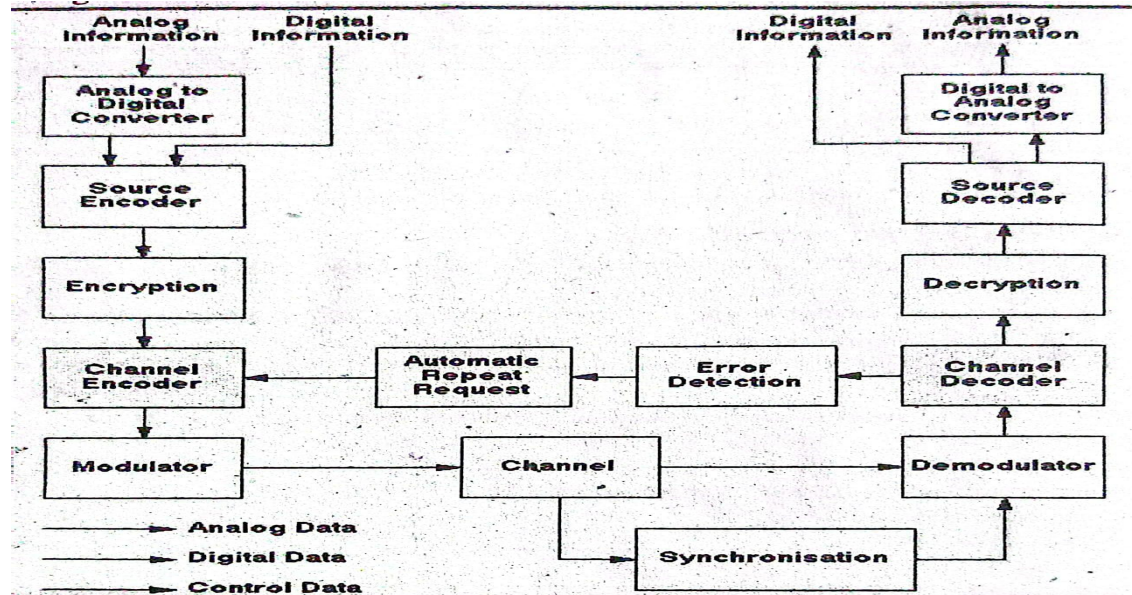 Analog
Information
Digital
Information
Digital
Information
Analog
Information
Analog to
Digital
Converter
Digital to
Analog
Converter
Source
Encoder
Source
Decoder
Encryption
Decryption
Channel
Encoder
Automatic
Repeat
Request
Error
Detection
Channel
Decoder
Modulator
Channel
Demodulator
Analog Data
Digital Data
Control Data
Synchronisation